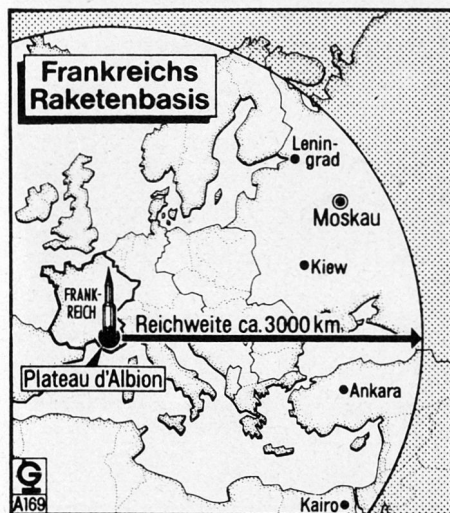 Frankreichs
Raketenbasis
Lenin-
grad
Moskau
Kiew
FRANK-
REICH
Reichweite ca. 3000 km
Plateau d'Albion
Ankara
Kairo
G
A169